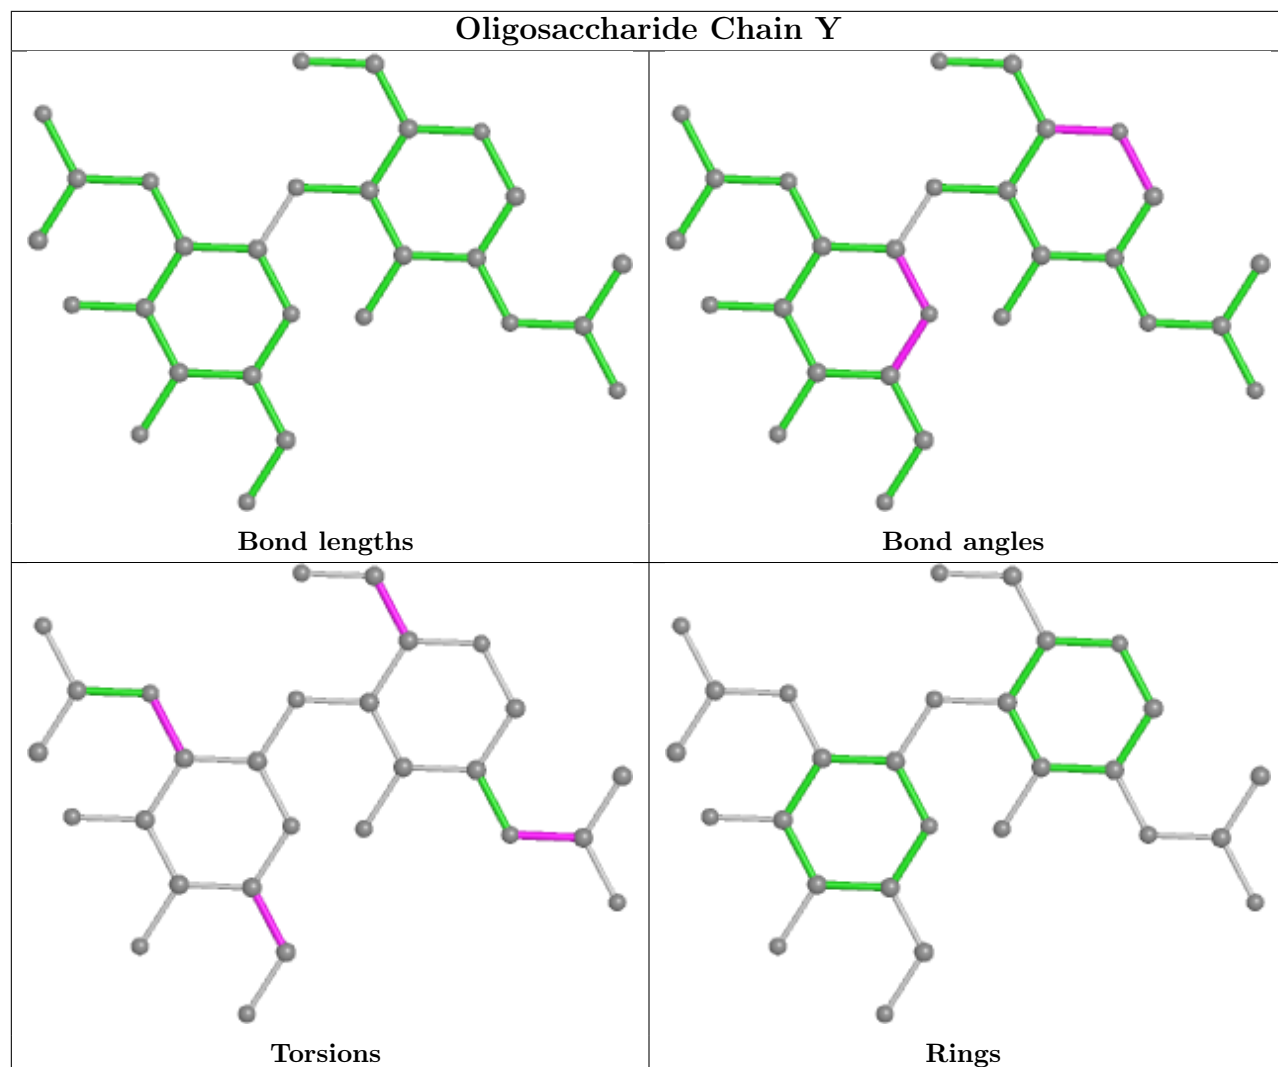 Oligosaccharide Chain Y
Bond lengths
Bond angles
Torsions
Rings